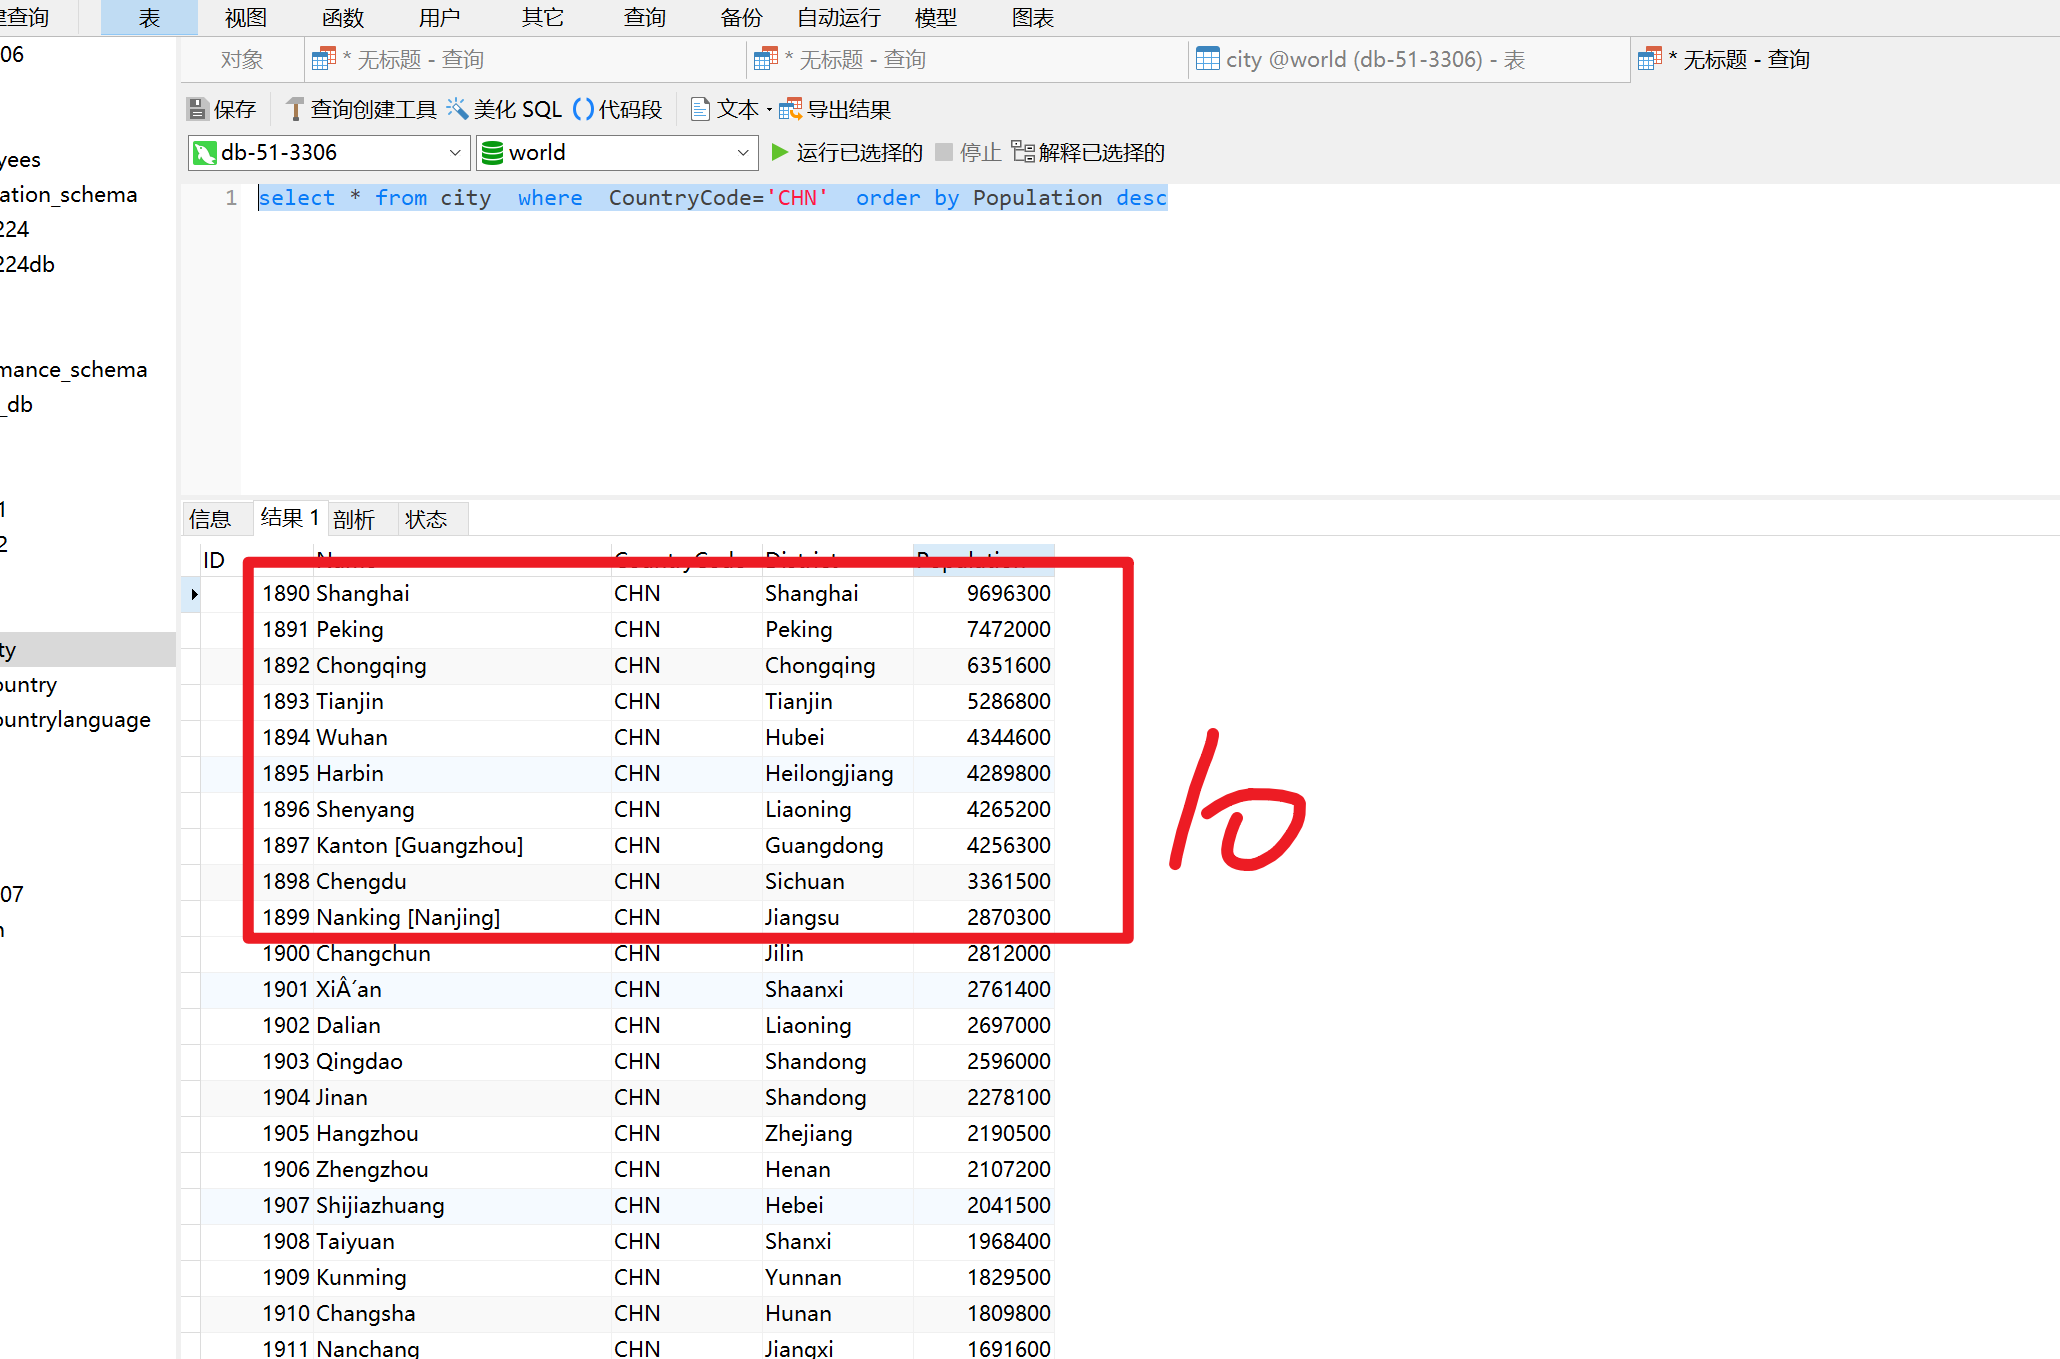 建查询 表 视图 函数 用户 其它 查询 备份 自动运行 模型 图表
对象 * 无标题 - 查询 * 无标题 - 查询 city @world (db-51-3306) - 表 * 无标题 - 查询
保存 查询创建工具 美化 SQL () 代码段 文本 导出结果
db-51-3306 world 运行已选择的 停止 解释已选择的
1 select * from city where CountryCode='CHN' order by Population desc
06
yees
ation_schema
224
224db
mance_schema
_db
1
2
ty
ountry
ountrylanguage
07
n
信息 结果 1 剖析 状态
ID Name CountryCode District Population
1890 Shanghai CHN Shanghai 9696300
1891 Peking CHN Peking 7472000
1892 Chongqing CHN Chongqing 6351600
1893 Tianjin CHN Tianjin 5286800
1894 Wuhan CHN Hubei 4344600
1895 Harbin CHN Heilongjiang 4289800
1896 Shenyang CHN Liaoning 4265200
1897 Kanton [Guangzhou] CHN Guangdong 4256300
1898 Chengdu CHN Sichuan 3361500
1899 Nanking [Nanjing] CHN Jiangsu 2870300
1900 Changchun CHN Jilin 2812000
1901 XiÂ´an CHN Shaanxi 2761400
1902 Dalian CHN Liaoning 2697000
1903 Qingdao CHN Shandong 2596000
1904 Jinan CHN Shandong 2278100
1905 Hangzhou CHN Zhejiang 2190500
1906 Zhengzhou CHN Henan 2107200
1907 Shijiazhuang CHN Hebei 2041500
1908 Taiyuan CHN Shanxi 1968400
1909 Kunming CHN Yunnan 1829500
1910 Changsha CHN Hunan 1809800
1911 Nanchang CHN Jiangxi 1691600
10